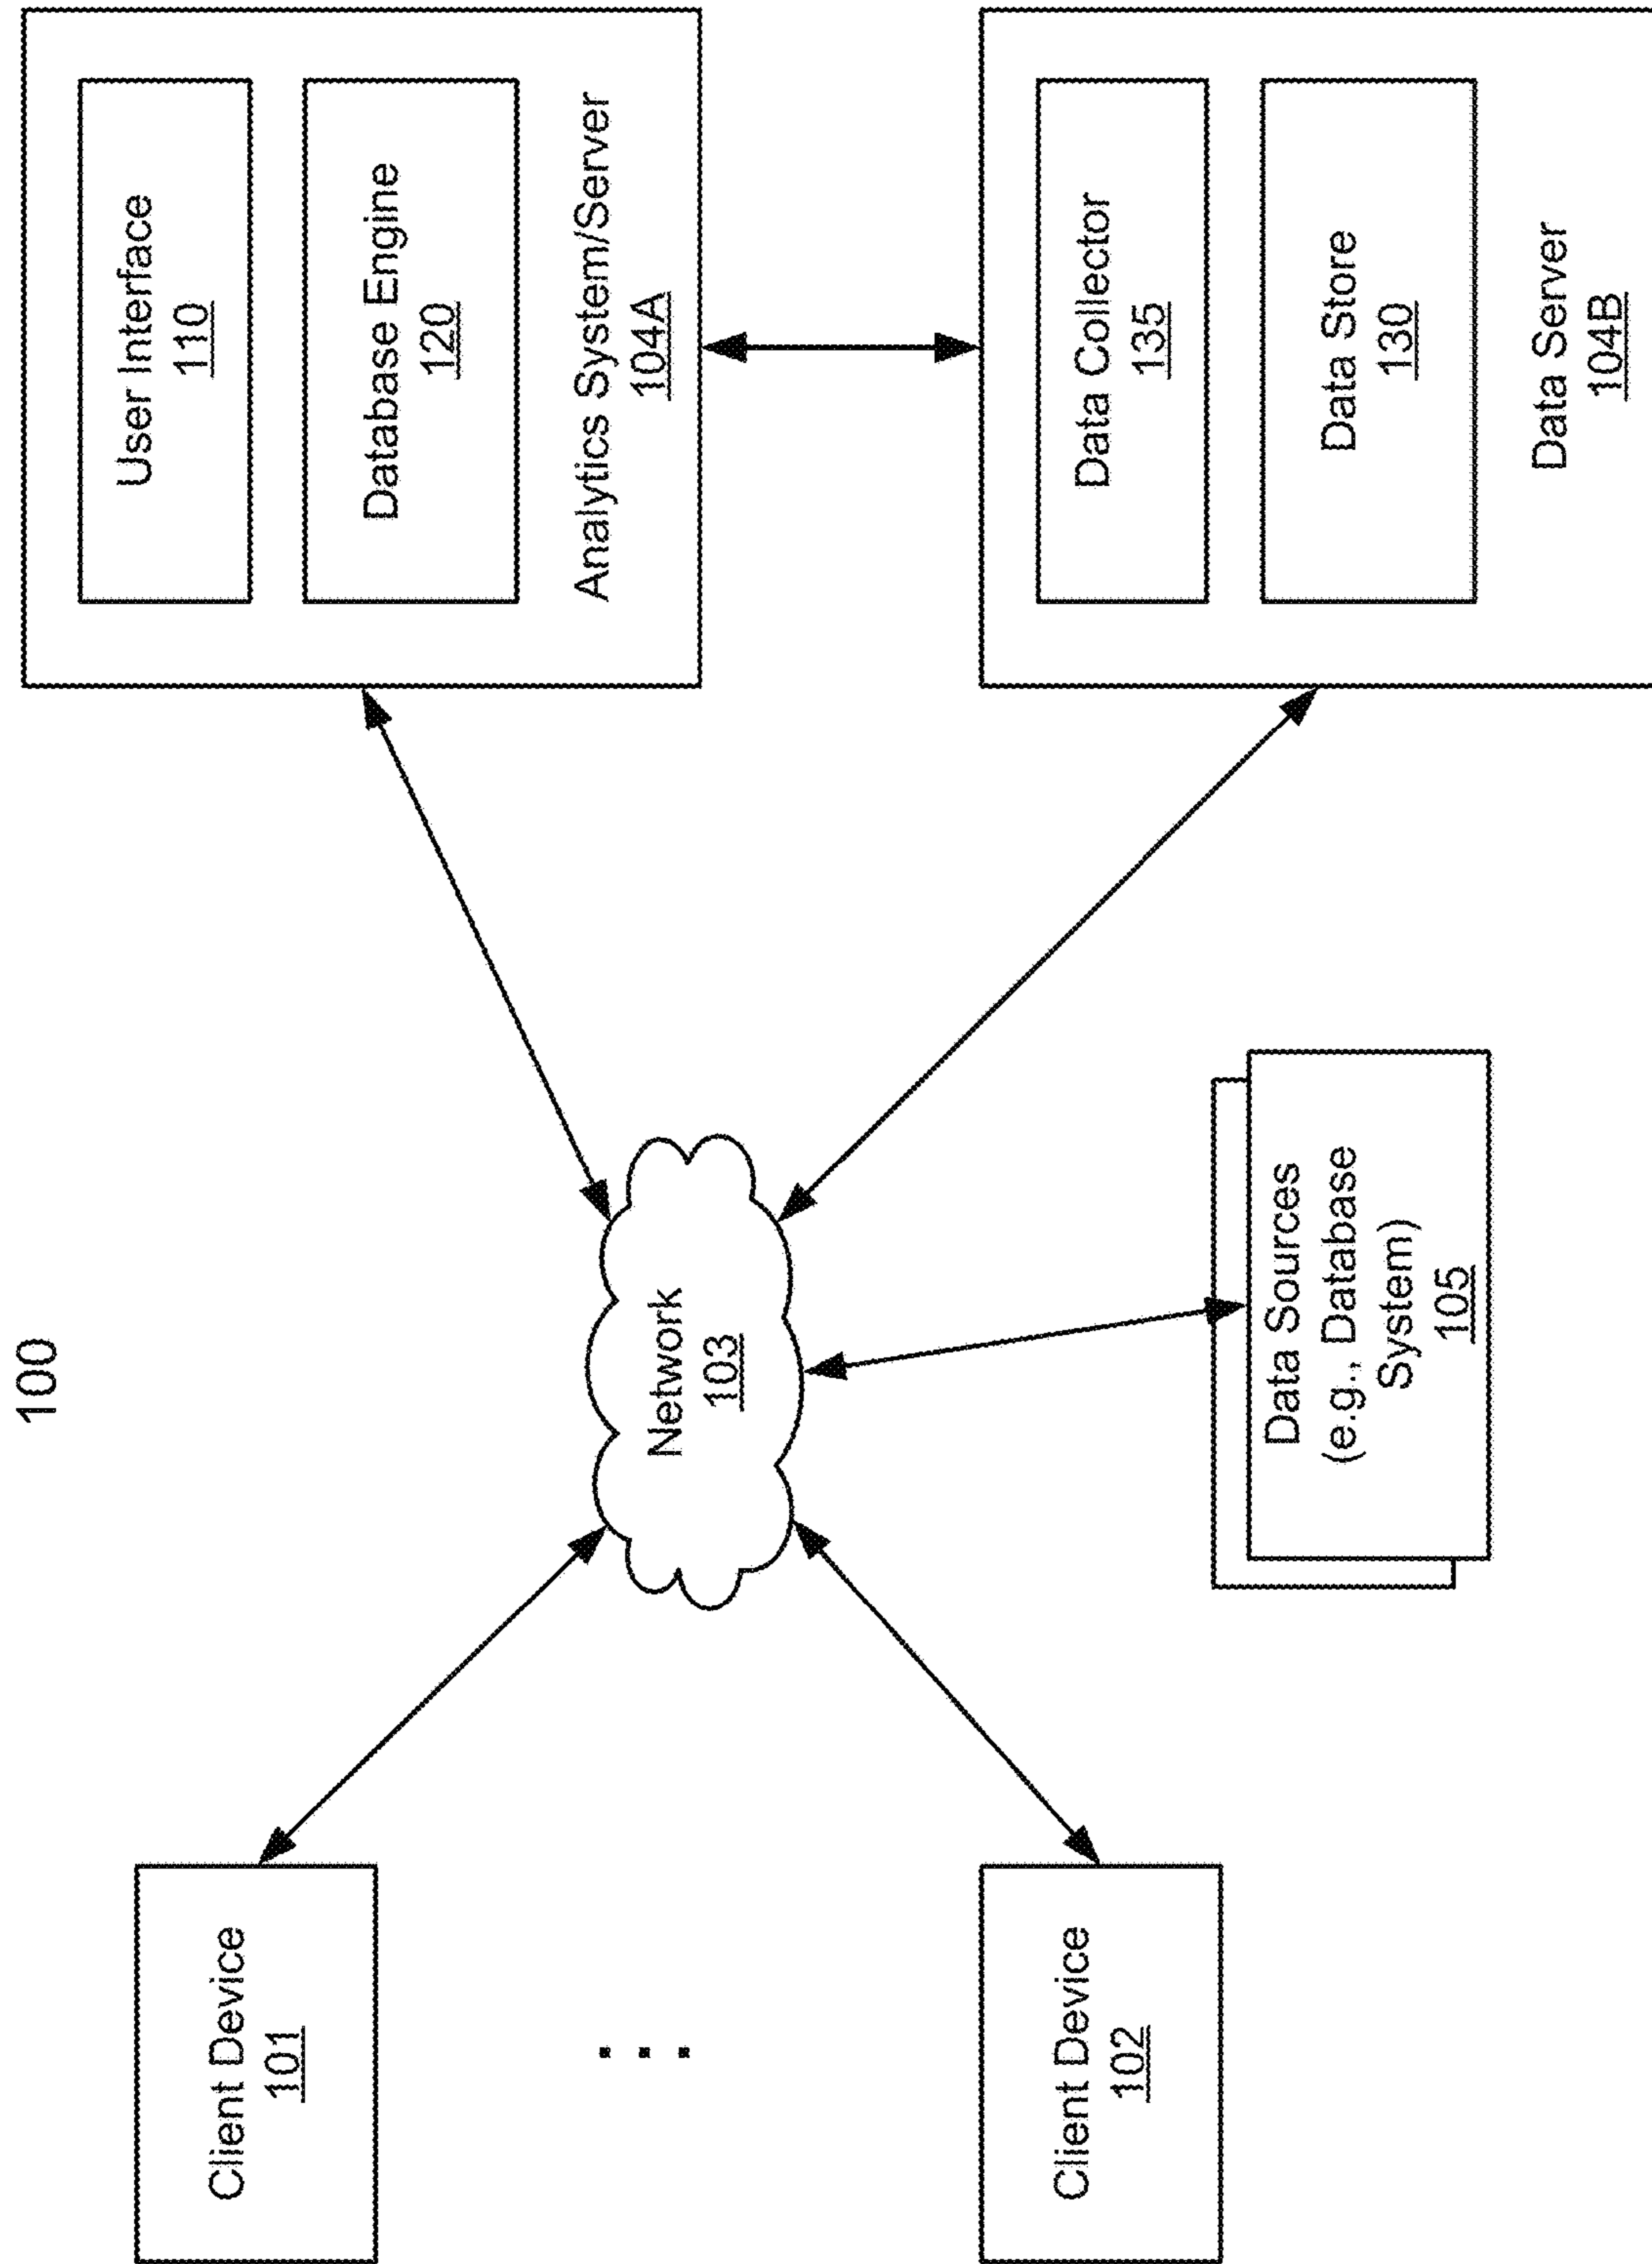 100
Client Device
101
. . .
Client Device
102
Network
103
Data Sources
(e.g., Database
System)
105
User Interface
110
Database Engine
120
Analytics System/Server
104A
Data Collector
135
Data Store
130
Data Server
104B